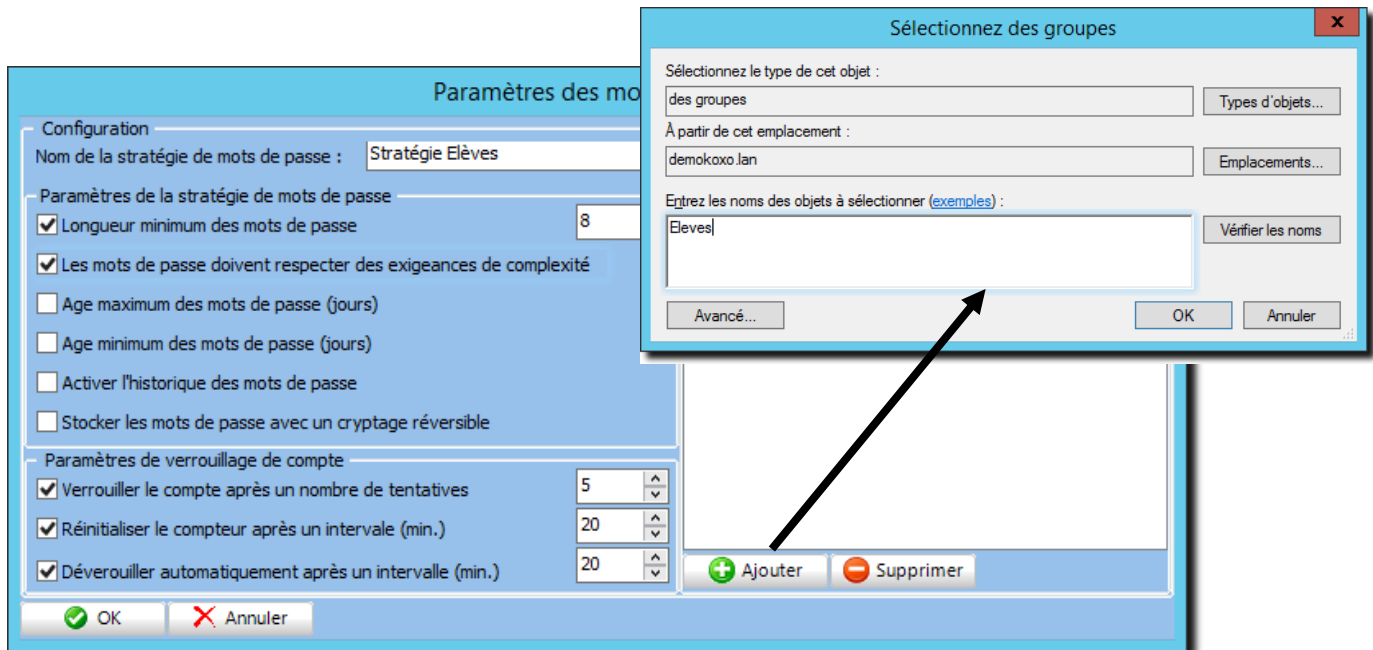 Sélectionnez des groupes
x
Sélectionnez le type de cet objet :
des groupes
Types d'objets...
À partir de cet emplacement :
demokoxo.lan
Emplacements...
Entrez les noms des objets à sélectionner (exemples) :
Eleves
Vérifier les noms
Avancé...
OK
Annuler
Paramètres des mo
Configuration
Nom de la stratégie de mots de passe :
Stratégie Elèves
Paramètres de la stratégie de mots de passe
Longueur minimum des mots de passe
8
Les mots de passe doivent respecter des exigeances de complexité
Age maximum des mots de passe (jours)
Age minimum des mots de passe (jours)
Activer l'historique des mots de passe
Stocker les mots de passe avec un cryptage réversible
Paramètres de verrouillage de compte
Verrouiller le compte après un nombre de tentatives
5
Réinitialiser le compteur après un intervale (min.)
20
Déverouiller automatiquement après un intervalle (min.)
20
Ajouter
Supprimer
OK
Annuler